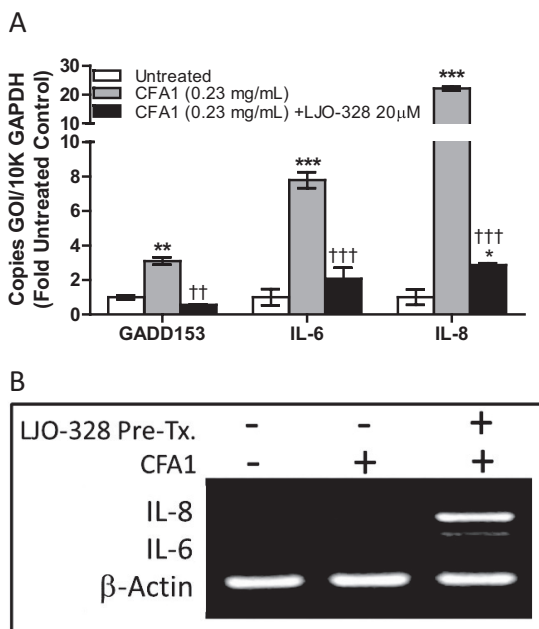 A
Copies GOI/10K GAPDH
(Fold Untreated Control)
30
20
10
8
6
4
2
0
Untreated
CFA1 (0.23 mg/mL)
CFA1 (0.23 mg/mL) +LJO-328 20μM
**
††
***
†††
***
†††
*
GADD153
IL-6
IL-8
B
LJO-328 Pre-Tx. - - +
CFA1 - + +
IL-8
IL-6
β-Actin